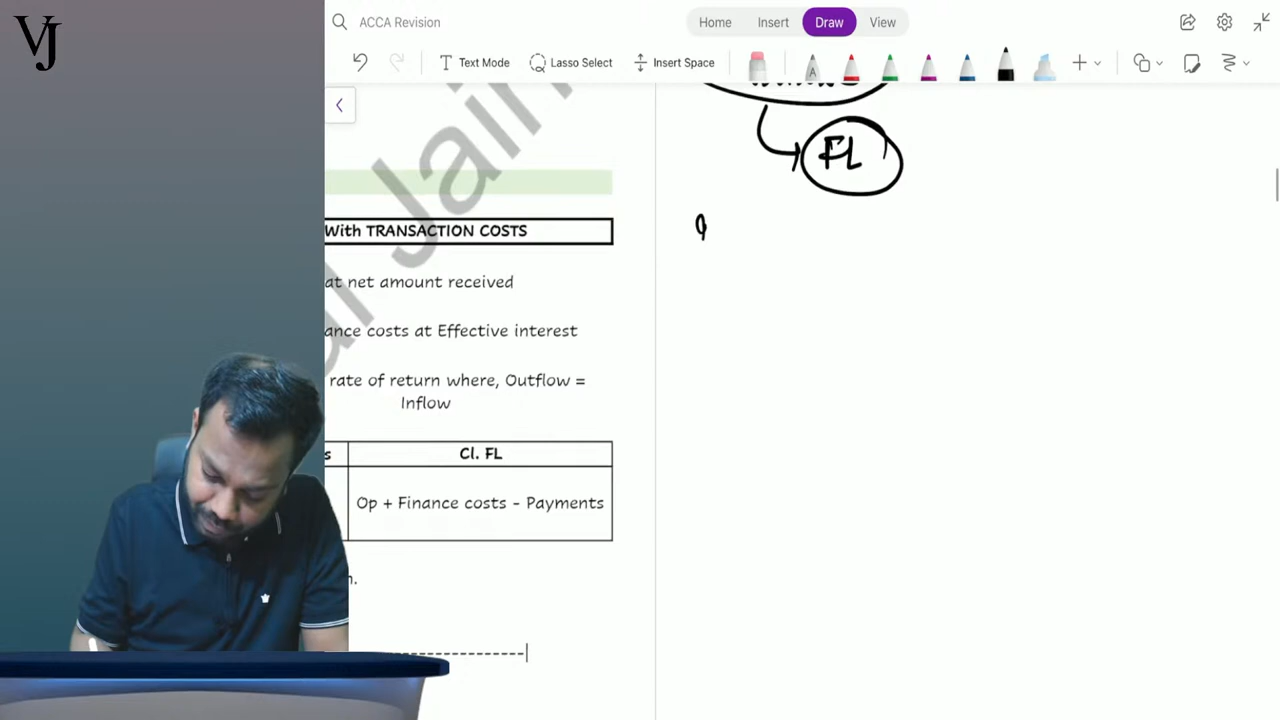 VJ
ACCA Revision
Home Insert Draw View
Text Mode Lasso Select Insert Space
FL
With TRANSACTION COSTS
at net amount received
ance costs at Effective interest
rate of return where, Outflow =
Inflow
s Cl. FL
Op + Finance costs - Payments
n.
al Jain